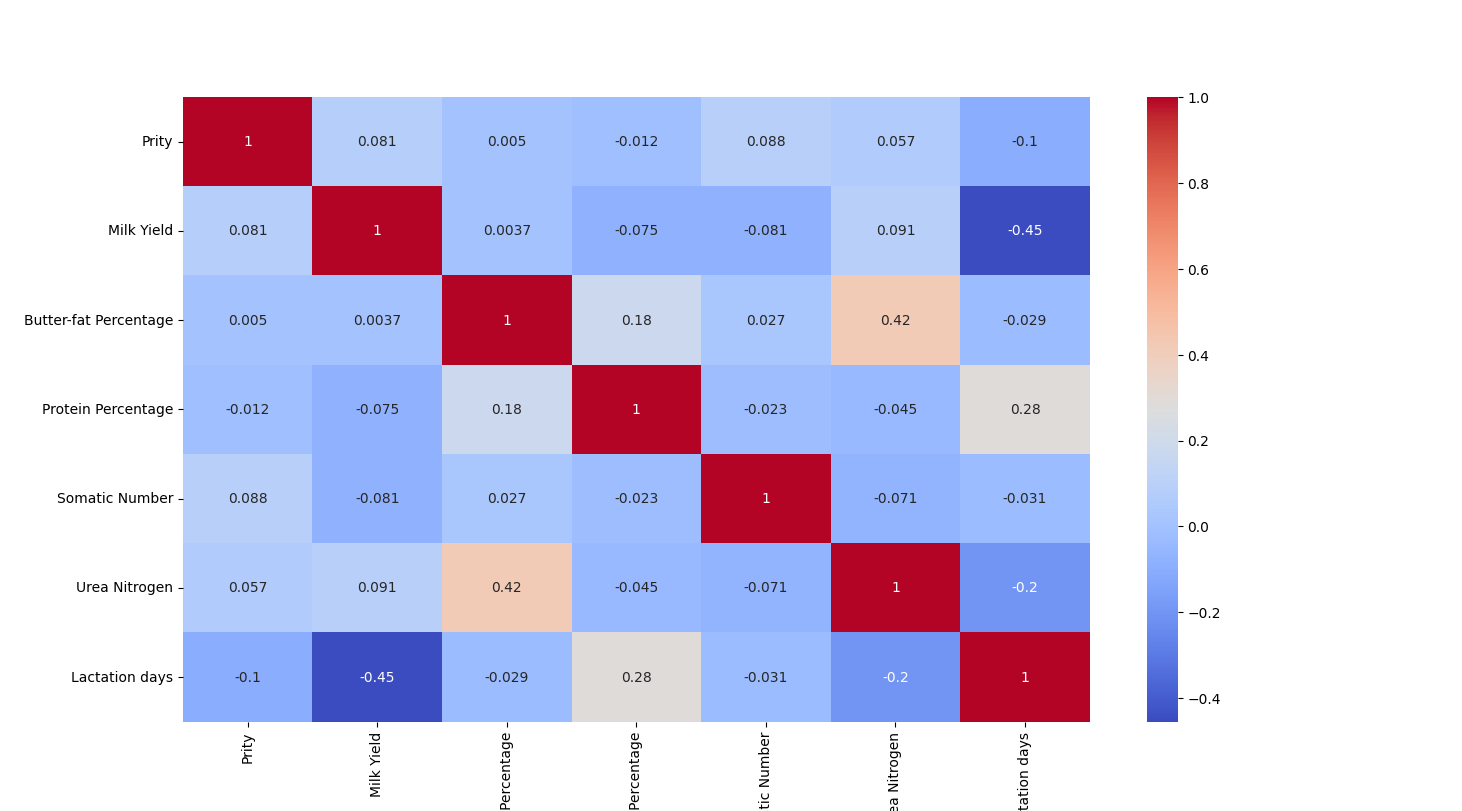 1.0
Prity 1 0.081 0.005 -0.012 0.088 0.057 -0.1
0.8
Milk Yield 0.081 1 0.0037 -0.075 -0.081 0.091 -0.45
0.6
Butter-fat Percentage 0.005 0.0037 1 0.18 0.027 0.42 -0.029
0.4
Protein Percentage -0.012 -0.075 0.18 1 -0.023 -0.045 0.28
0.2
Somatic Number 0.088 -0.081 0.027 -0.023 1 -0.071 -0.031
0.0
Urea Nitrogen 0.057 0.091 0.42 -0.045 -0.071 1 -0.2
−0.2
Lactation days -0.1 -0.45 -0.029 0.28 -0.031 -0.2 1
−0.4
Prity
Milk Yield
Percentage
Percentage
tic Number
ea Nitrogen
tation days